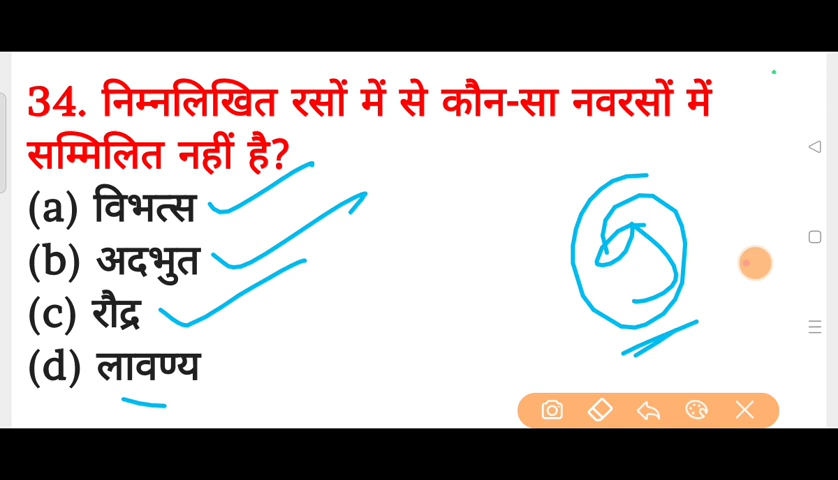 34. निम्नलिखित रसों में से कौन-सा नवरसों में
सम्मिलित नहीं है?
(a) विभत्स
(b) अदभुत
(c) रौद्र
(d) लावण्य